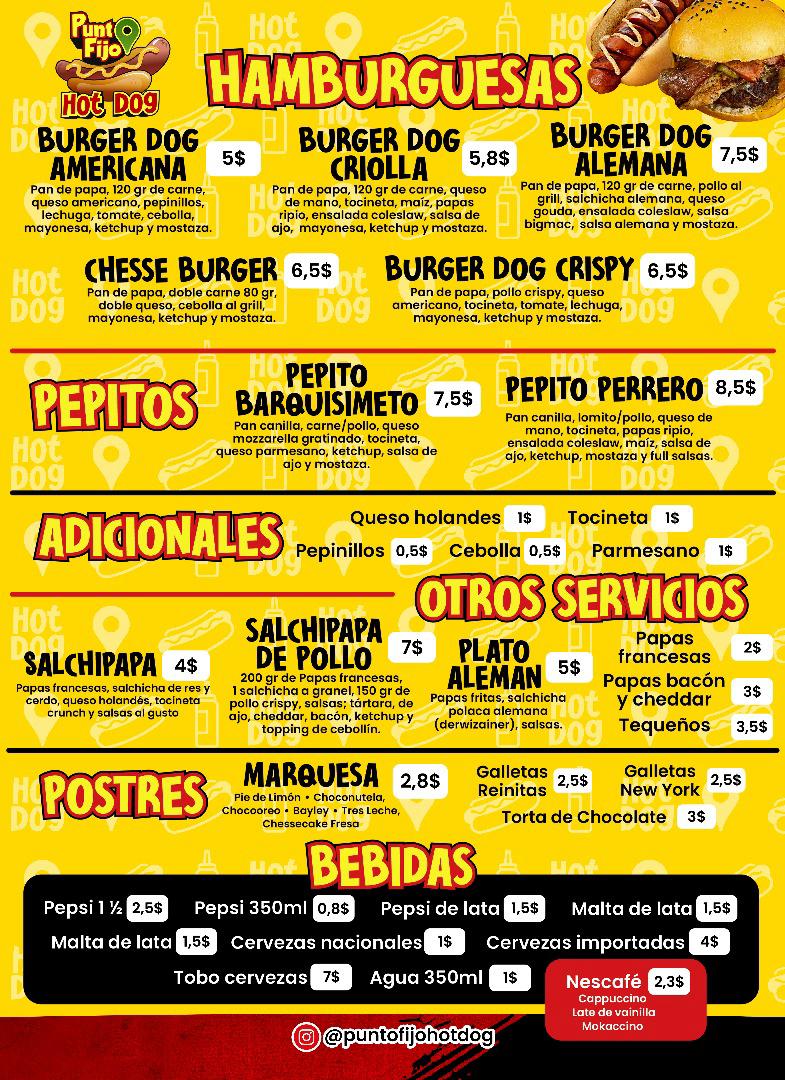 Punto
Fijo
Hot Dog
HAMBURGUESAS
BURGER DOG
AMERICANA
5$
Pan de papa, 120 gr de carne,
queso americano, pepinillos,
lechuga, tomate, cebolla,
mayonesa, ketchup y mostaza.
BURGER DOG
CRIOLLA
5,8$
Pan de papa, 120 gr de carne, queso
de mano, tocineta, maíz, papas
ripio, ensalada coleslaw, salsa de
ajo, mayonesa, ketchup y mostaza.
BURGER DOG
ALEMANA
7,5$
Pan de papa, 120 gr de carne, pollo al
grill, salchicha alemana, queso
gouda, ensalada coleslaw, salsa
bigmac, salsa alemana y mostaza.
CHESSE BURGER
6,5$
Pan de papa, doble carne 80 gr,
doble queso, cebolla al grill,
mayonesa, ketchup y mostaza.
BURGER DOG CRISPY
6,5$
Pan de papa, pollo crispy, queso
americano, tocineta, tomate, lechuga,
mayonesa, ketchup y mostaza.
PEPITOS
PEPITO
BARQUISIMETO
7,5$
Pan canilla, carne/pollo, queso
mozzarella gratinado, tocineta,
queso parmesano, ketchup, salsa de
ajo y mostaza.
PEPITO PERRERO
8,5$
Pan canilla, lomito/pollo, queso de
mano, tocineta, papas ripio,
ensalada coleslaw, maíz, salsa de
ajo, ketchup, mostaza y full salsas.
ADICIONALES
Queso holandes 1$ Tocineta 1$
Pepinillos 0,5$ Cebolla 0,5$ Parmesano 1$
OTROS SERVICIOS
SALCHIPAPA
4$
Papas francesas, salchicha de res y
cerdo, queso holandés, tocineta
crunch y salsas al gusto
SALCHIPAPA
DE POLLO
7$
200 gr de Papas francesas,
1 salchicha a granel, 150 gr de
pollo crispy, salsas; tártara, de
ajo, cheddar, bacón, ketchup y
topping de cebollín.
PLATO
ALEMAN
5$
Papas fritas, salchicha
polaca alemana
(derwizainer), salsas.
Papas
francesas
2$
Papas bacón
y cheddar
3$
Tequeños 3,5$
POSTRES
MARQUESA
2,8$
Pie de Limón • Choconutela,
Chocooreo • Bayley • Tres Leche,
Chessecake Fresa
Galletas
Reinitas
2,5$
Galletas
New York
2,5$
Torta de Chocolate 3$
BEBIDAS
Pepsi 1 ½ 2,5$ Pepsi 350ml 0,8$ Pepsi de lata 1,5$ Malta de lata 1,5$
Malta de lata 1,5$ Cervezas nacionales 1$ Cervezas importadas 4$
Tobo cervezas 7$ Agua 350ml 1$
Nescafé 2,3$
Cappuccino
Late de vainilla
Mokaccino
@puntofijohotdog